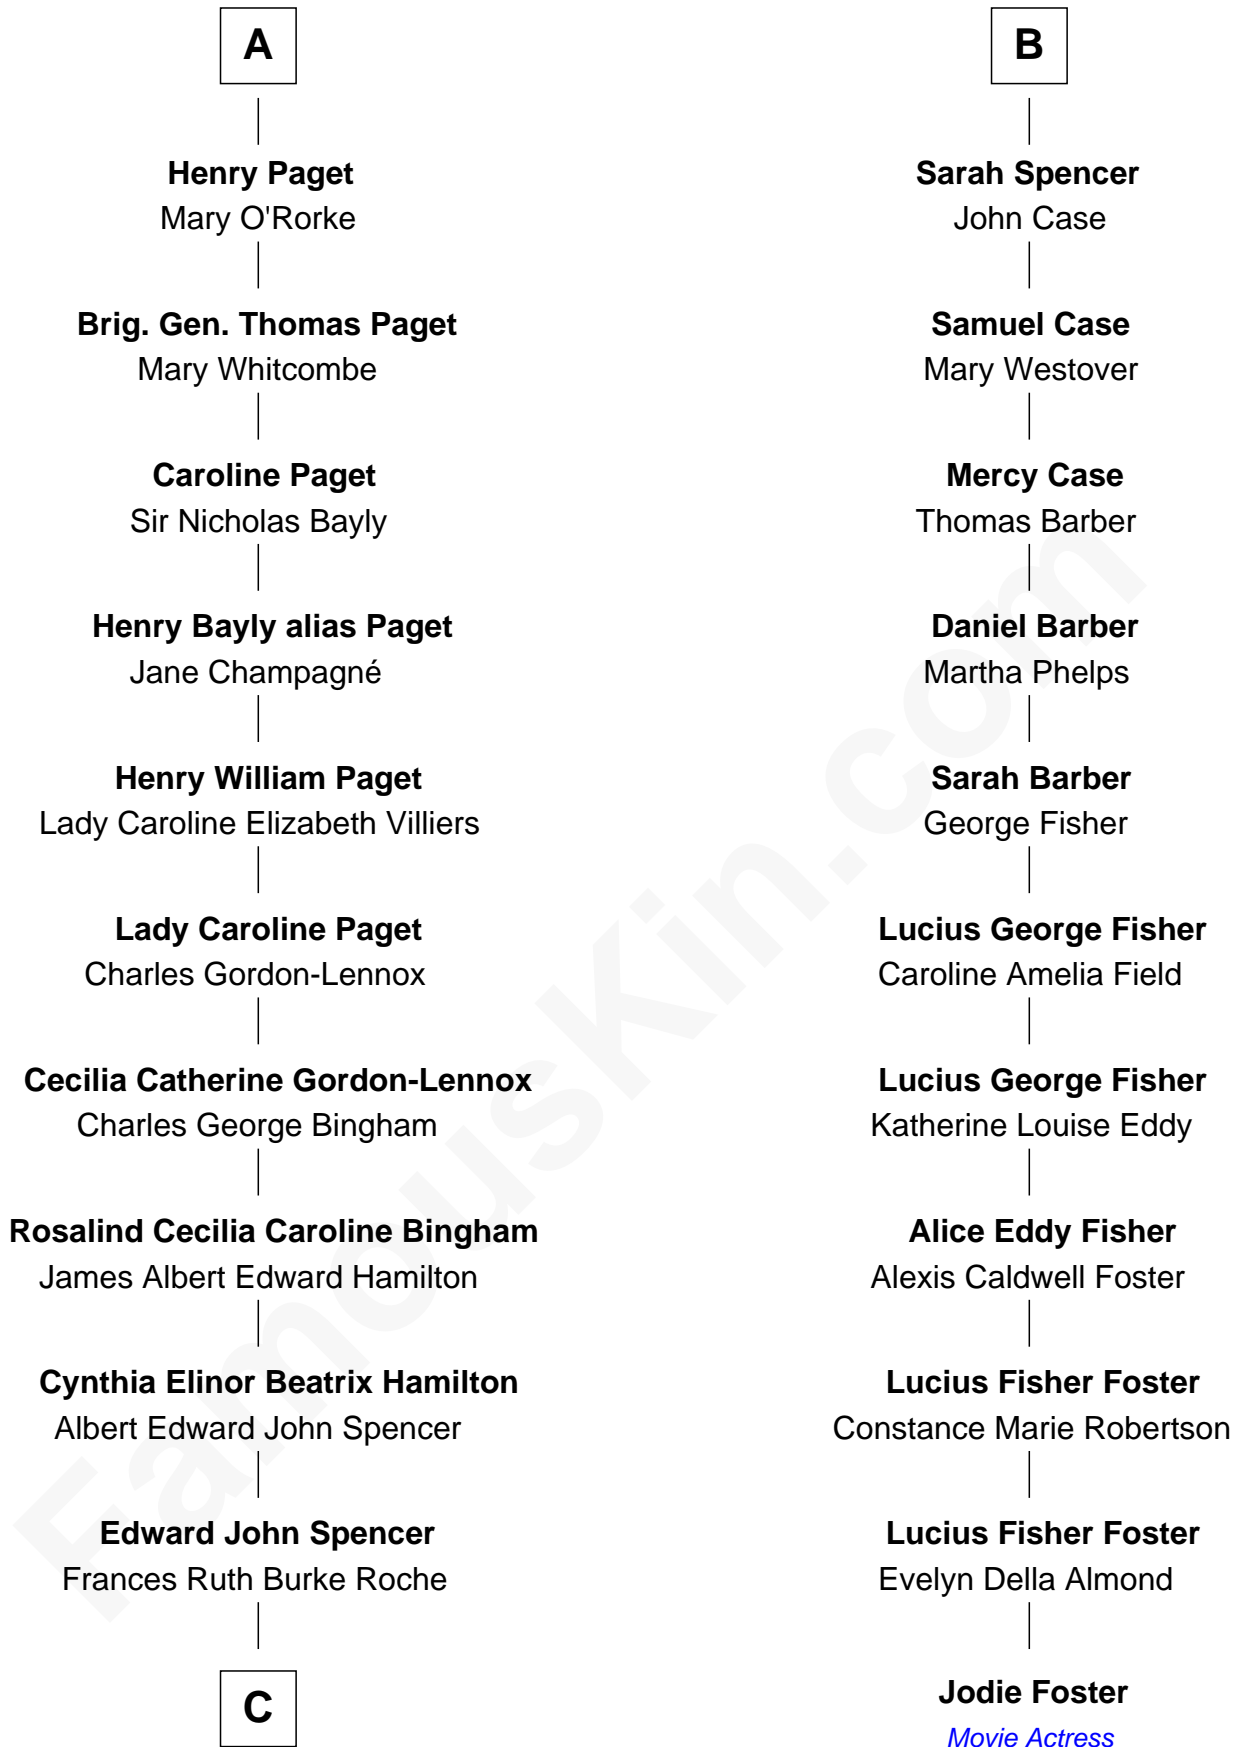 A
Henry Paget
Mary O'Rorke
Brig. Gen. Thomas Paget
Mary Whitcombe
Caroline Paget
Sir Nicholas Bayly
Henry Bayly alias Paget
Jane Champagné
Henry William Paget
Lady Caroline Elizabeth Villiers
Lady Caroline Paget
Charles Gordon-Lennox
Cecilia Catherine Gordon-Lennox
Charles George Bingham
Rosalind Cecilia Caroline Bingham
James Albert Edward Hamilton
Cynthia Elinor Beatrix Hamilton
Albert Edward John Spencer
Edward John Spencer
Frances Ruth Burke Roche
C
B
Sarah Spencer
John Case
Samuel Case
Mary Westover
Mercy Case
Thomas Barber
Daniel Barber
Martha Phelps
Sarah Barber
George Fisher
Lucius George Fisher
Caroline Amelia Field
Lucius George Fisher
Katherine Louise Eddy
Alice Eddy Fisher
Alexis Caldwell Foster
Lucius Fisher Foster
Constance Marie Robertson
Lucius Fisher Foster
Evelyn Della Almond
Jodie Foster
Movie Actress
FamousKin.com